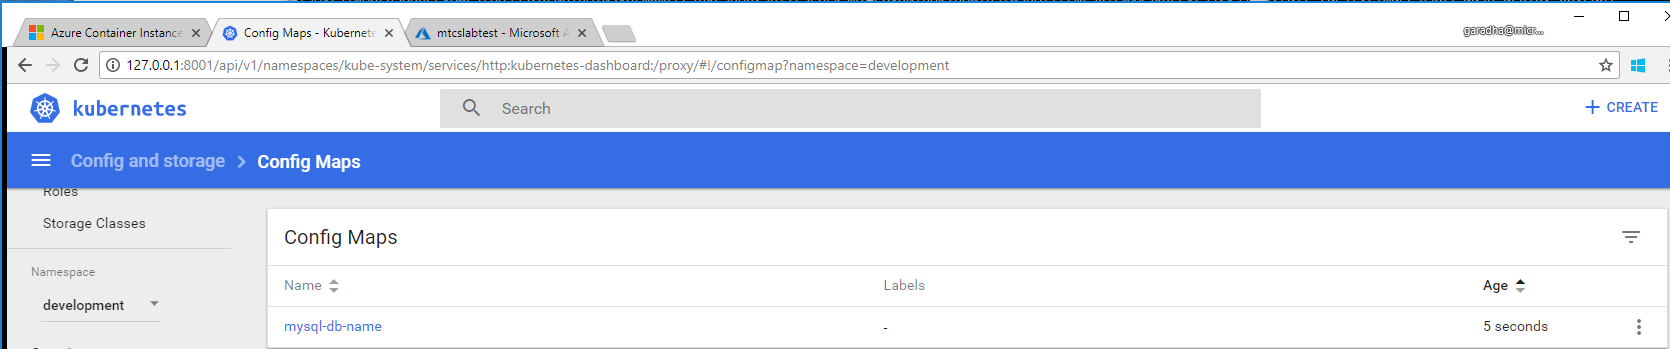 garadha@micr...
Azure Container Instance
Config Maps - Kubernete
mtcslabtest - Microsoft A
127.0.0.1:8001/api/v1/namespaces/kube-system/services/http:kubernetes-dashboard:/proxy/#!/configmap?namespace=development
kubernetes
Search
+ CREATE
Config and storage > Config Maps
Roles
Storage Classes
Namespace
development
Config Maps
Name Labels Age
mysql-db-name - 5 seconds